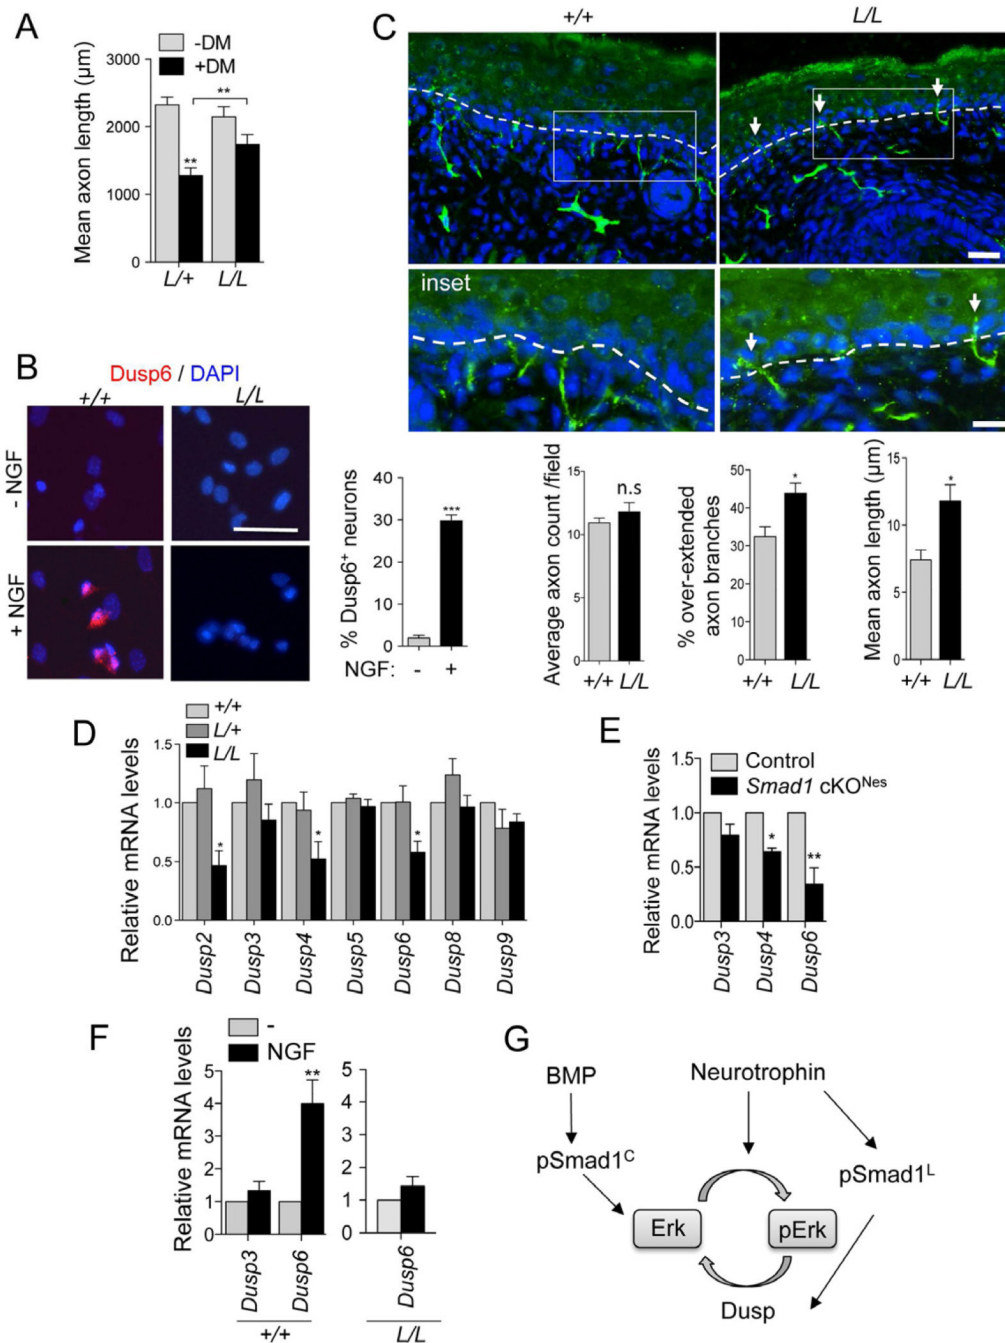 A
-DM
+DM
Mean axon length (µm)
3000
2000
1000
0
**
**
L/+
L/L
B
Dusp6 / DAPI
+/+
L/L
- NGF
+ NGF
% Dusp6+ neurons
40
30
20
10
0
***
NGF:
-
+
C
+/+
L/L
inset
Average axon count /field
15
10
5
0
n.s
+/+
L/L
% over-extended
axon branches
50
40
30
20
10
0
*
+/+
L/L
Mean axon length (µm)
15
10
5
0
*
+/+
L/L
D
+/+
L/+
L/L
Relative mRNA levels
1.5
1.0
0.5
0.0
*
*
*
Dusp2
Dusp3
Dusp4
Dusp5
Dusp6
Dusp8
Dusp9
E
Control
Smad1 cKO^Nes
Relative mRNA levels
1.0
0.5
0.0
*
**
Dusp3
Dusp4
Dusp6
F
-
NGF
Relative mRNA levels
5
4
3
2
1
0
**
Dusp3
Dusp6
+/+
5
4
3
2
1
0
Dusp6
L/L
G
BMP
Neurotrophin
pSmad1^C
pSmad1^L
Erk
pErk
Dusp